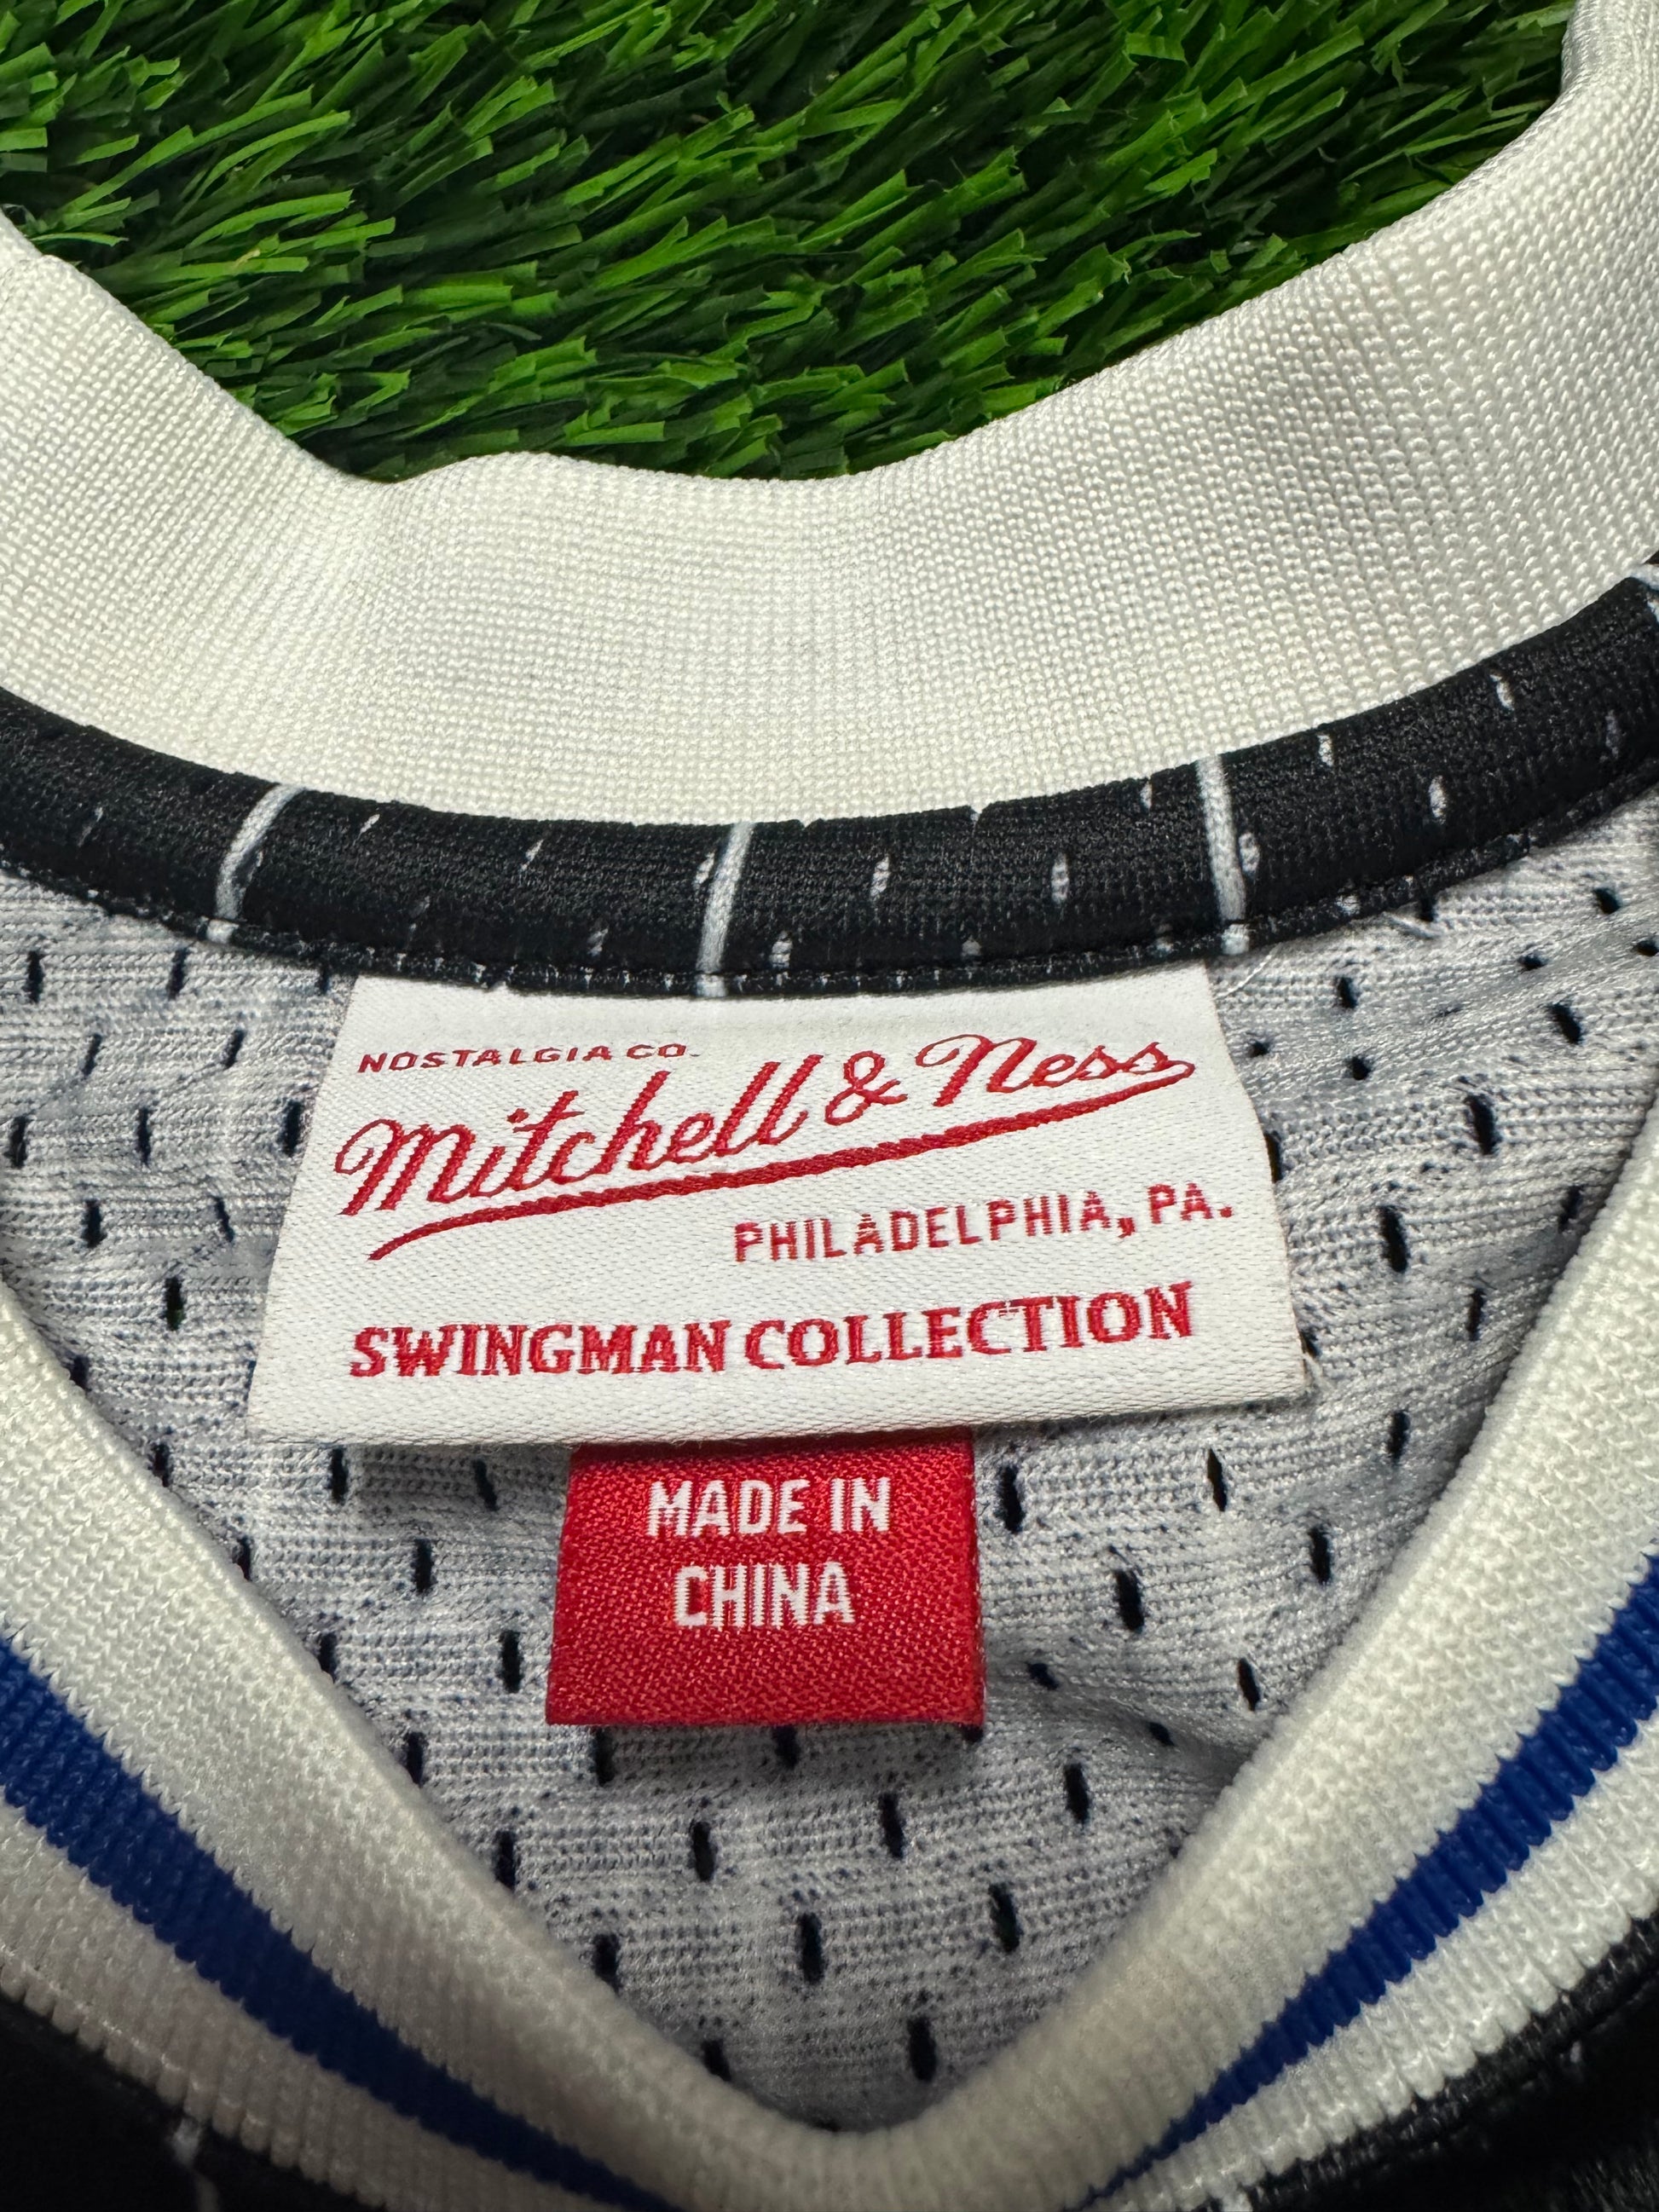 NOSTALGIA CO.
Mitchell & Ness
PHILADELPHIA, PA.
SWINGMAN COLLECTION
MADE IN
CHINA